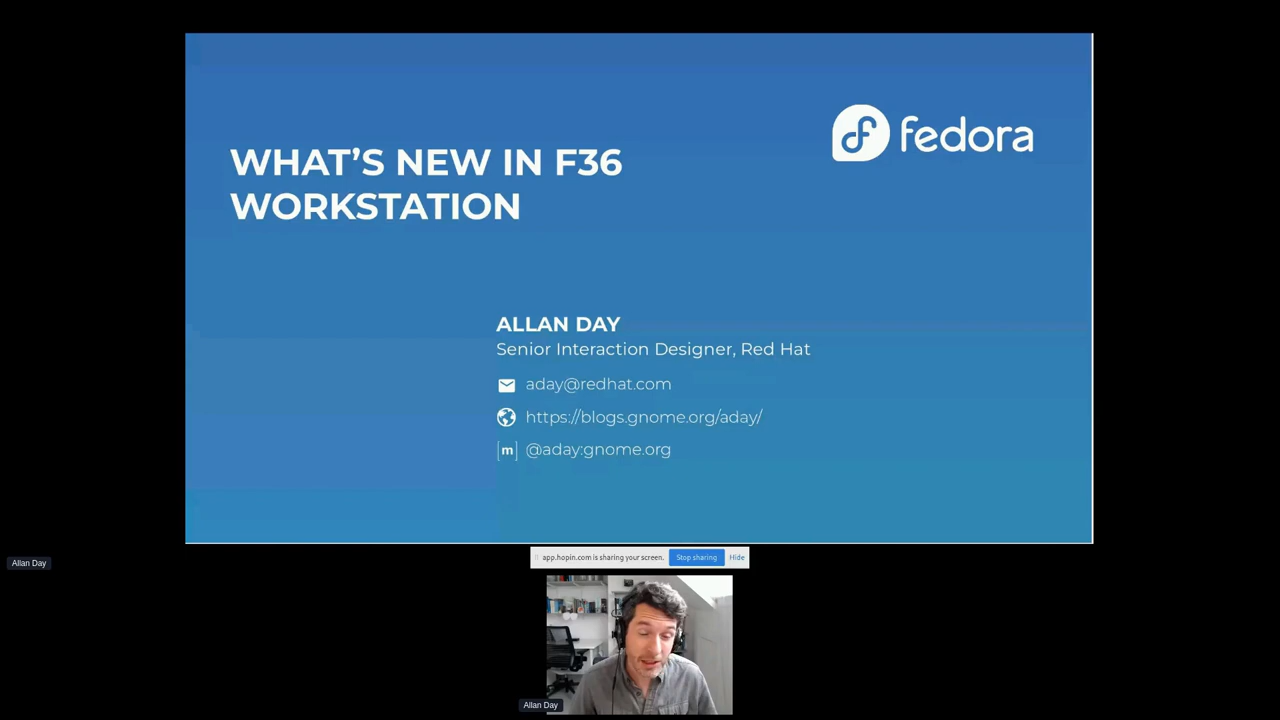 fedora
WHAT'S NEW IN F36
WORKSTATION
ALLAN DAY
Senior Interaction Designer, Red Hat
aday@redhat.com
https://blogs.gnome.org/aday/
[m] @aday:gnome.org
app.hopin.com is sharing your screen. Stop sharing Hide
Allan Day
Allan Day